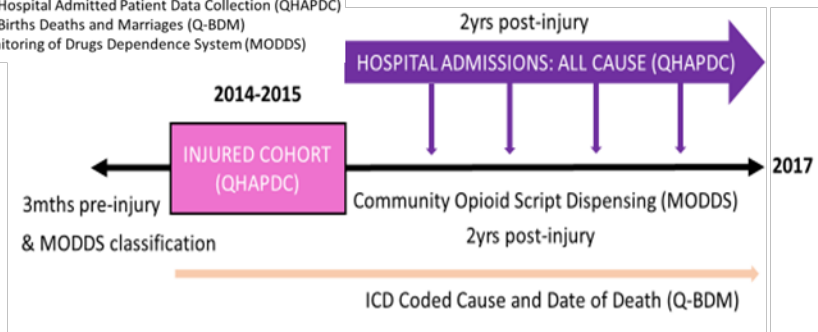 Hospital Admitted Patient Data Collection (QHAPDC)
Births Deaths and Marriages (Q-BDM)
itoring of Drugs Dependence System (MODDS)
2yrs post-injury
HOSPITAL ADMISSIONS: ALL CAUSE (QHAPDC)
2014-2015
INJURED COHORT
(QHAPDC)
2017
3mths pre-injury
& MODDS classification
Community Opioid Script Dispensing (MODDS)
2yrs post-injury
ICD Coded Cause and Date of Death (Q-BDM)